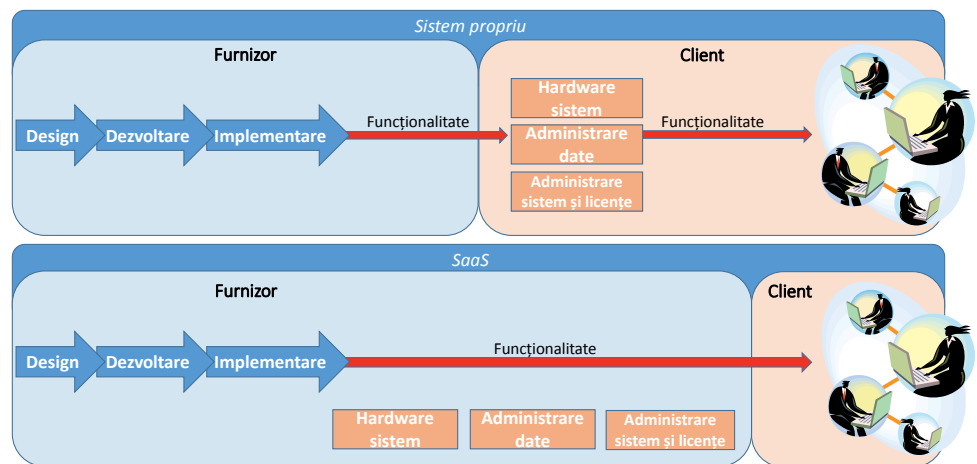 Sistem propriu
Furnizor
Client
Design
Dezvoltare
Implementare
Funcționalitate
Hardware
sistem
Administrare
date
Administrare
sistem și licențe
Funcționalitate
SaaS
Furnizor
Client
Design
Dezvoltare
Implementare
Funcționalitate
Hardware
sistem
Administrare
date
Administrare
sistem și licențe